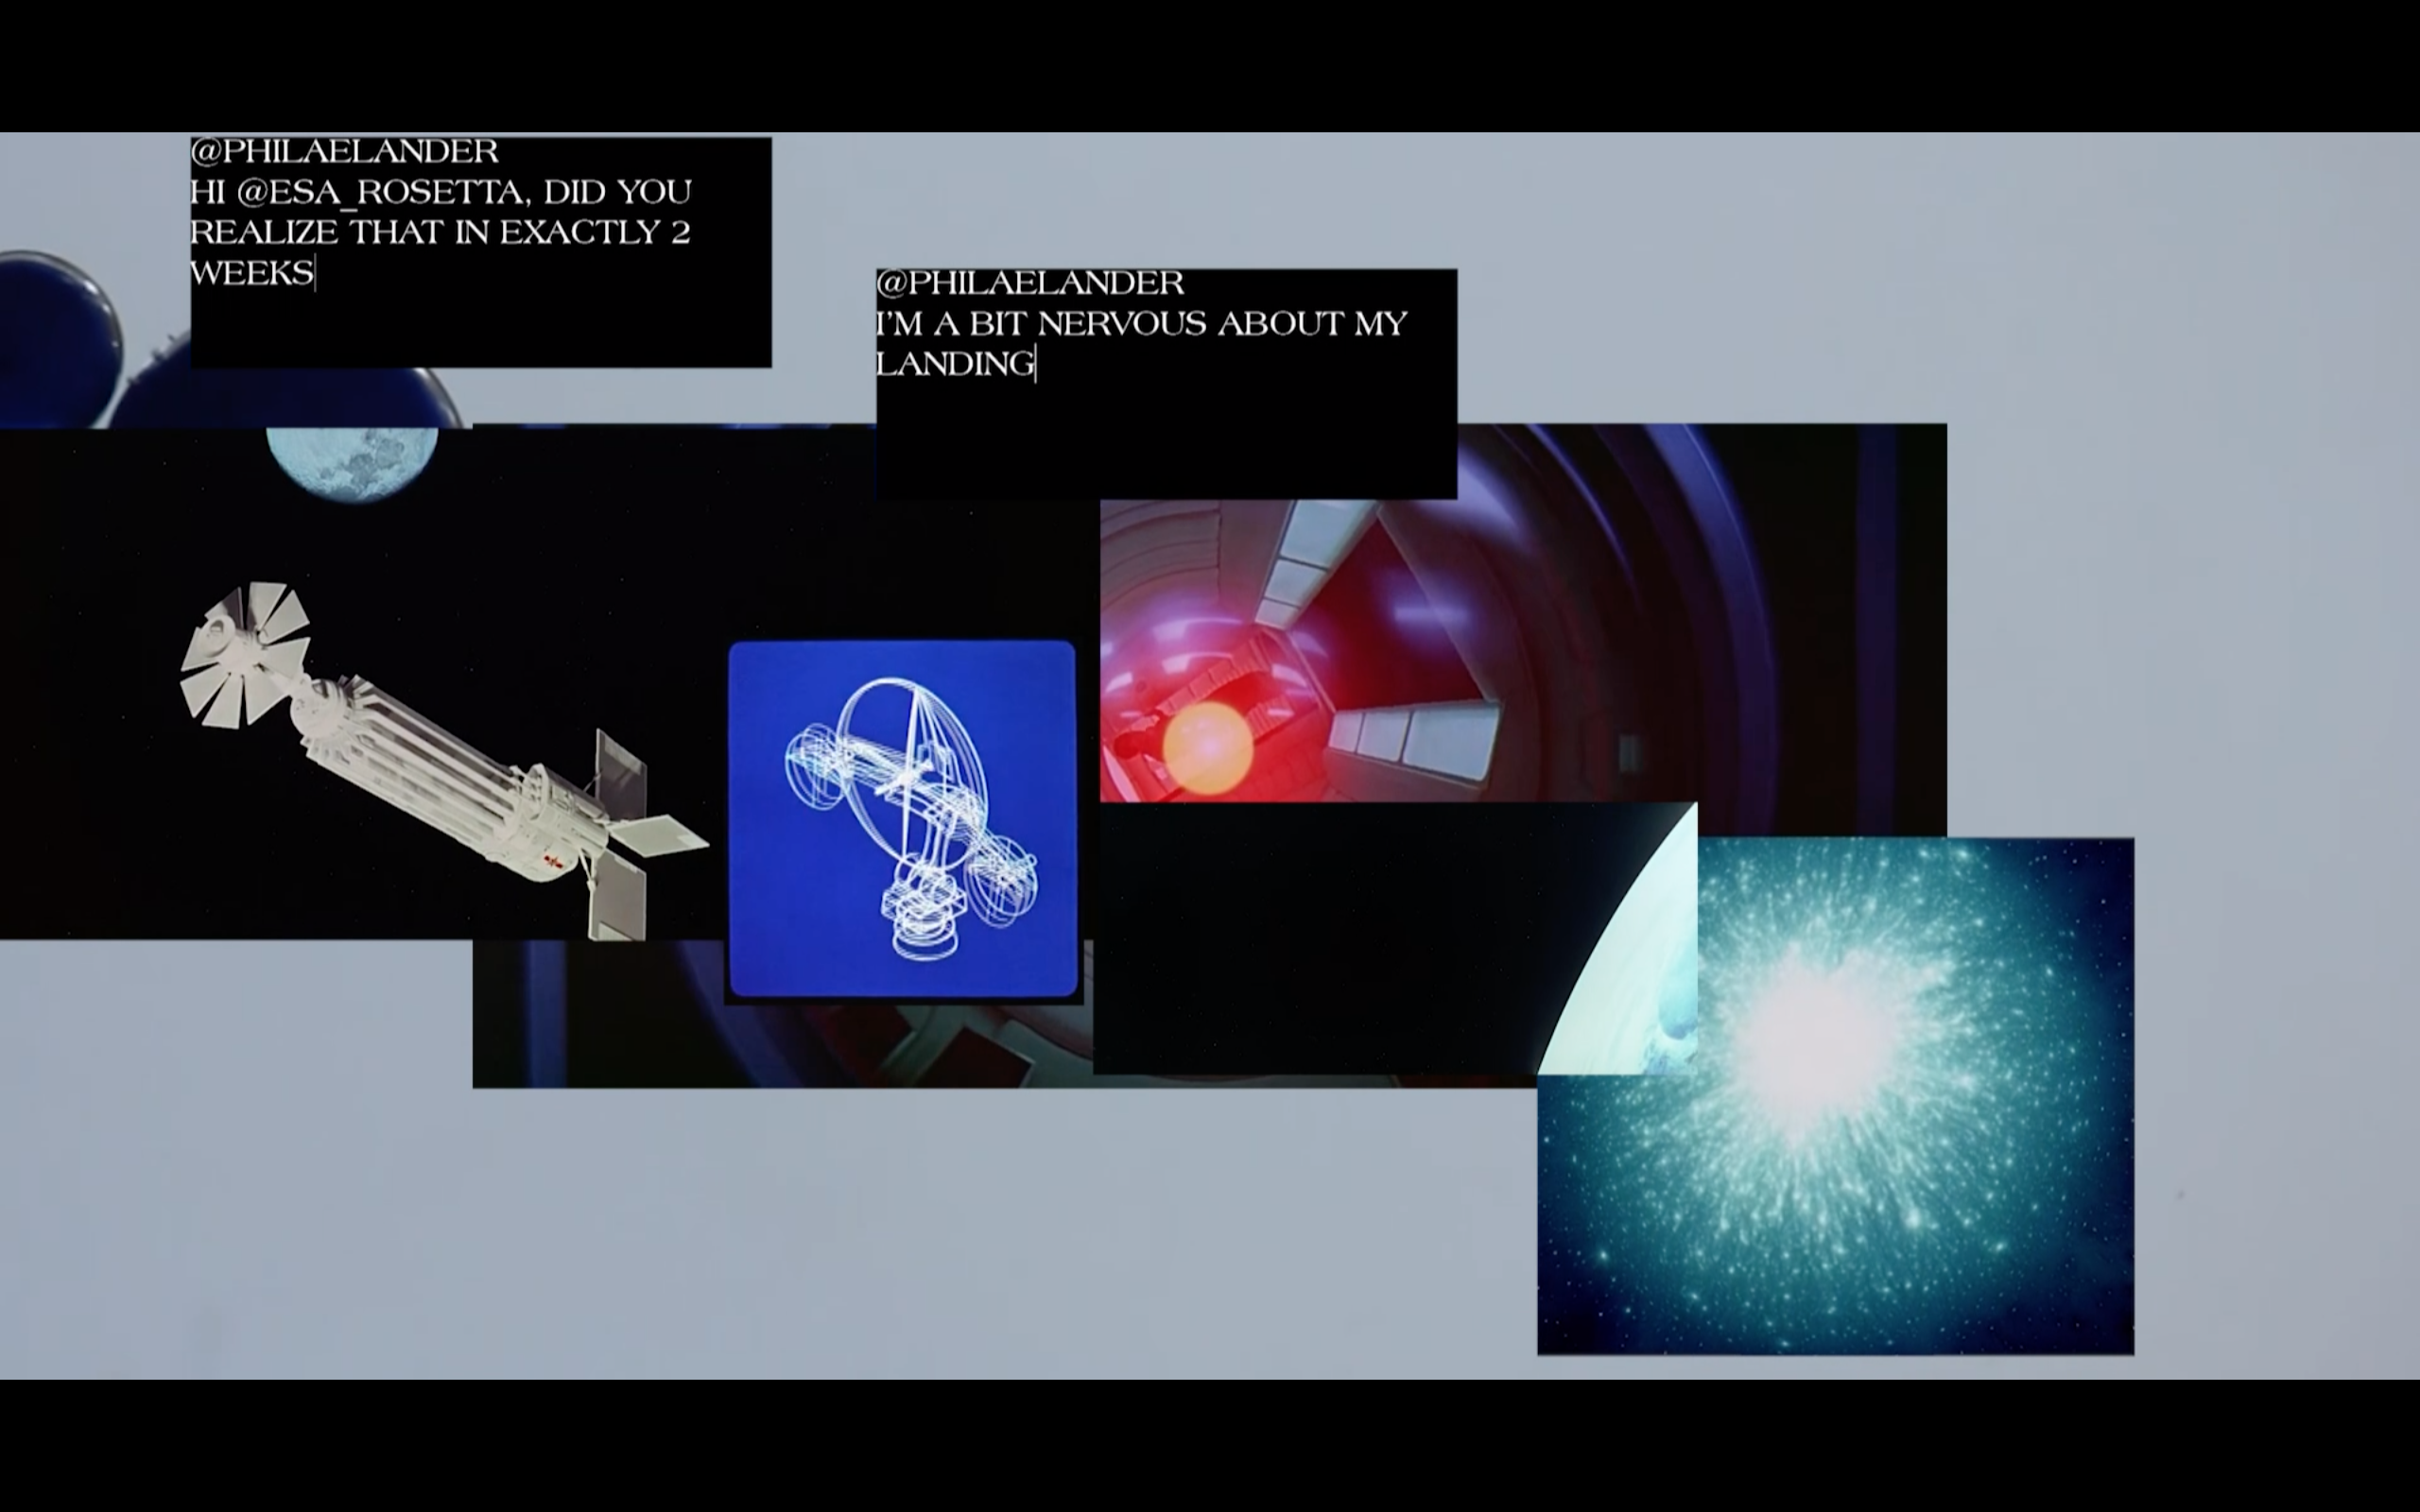 @PHILAELANDER
HI @ESA_ROSETTA, DID YOU
REALIZE THAT IN EXACTLY 2
WEEKS
@PHILAELANDER
I'M A BIT NERVOUS ABOUT MY
LANDING